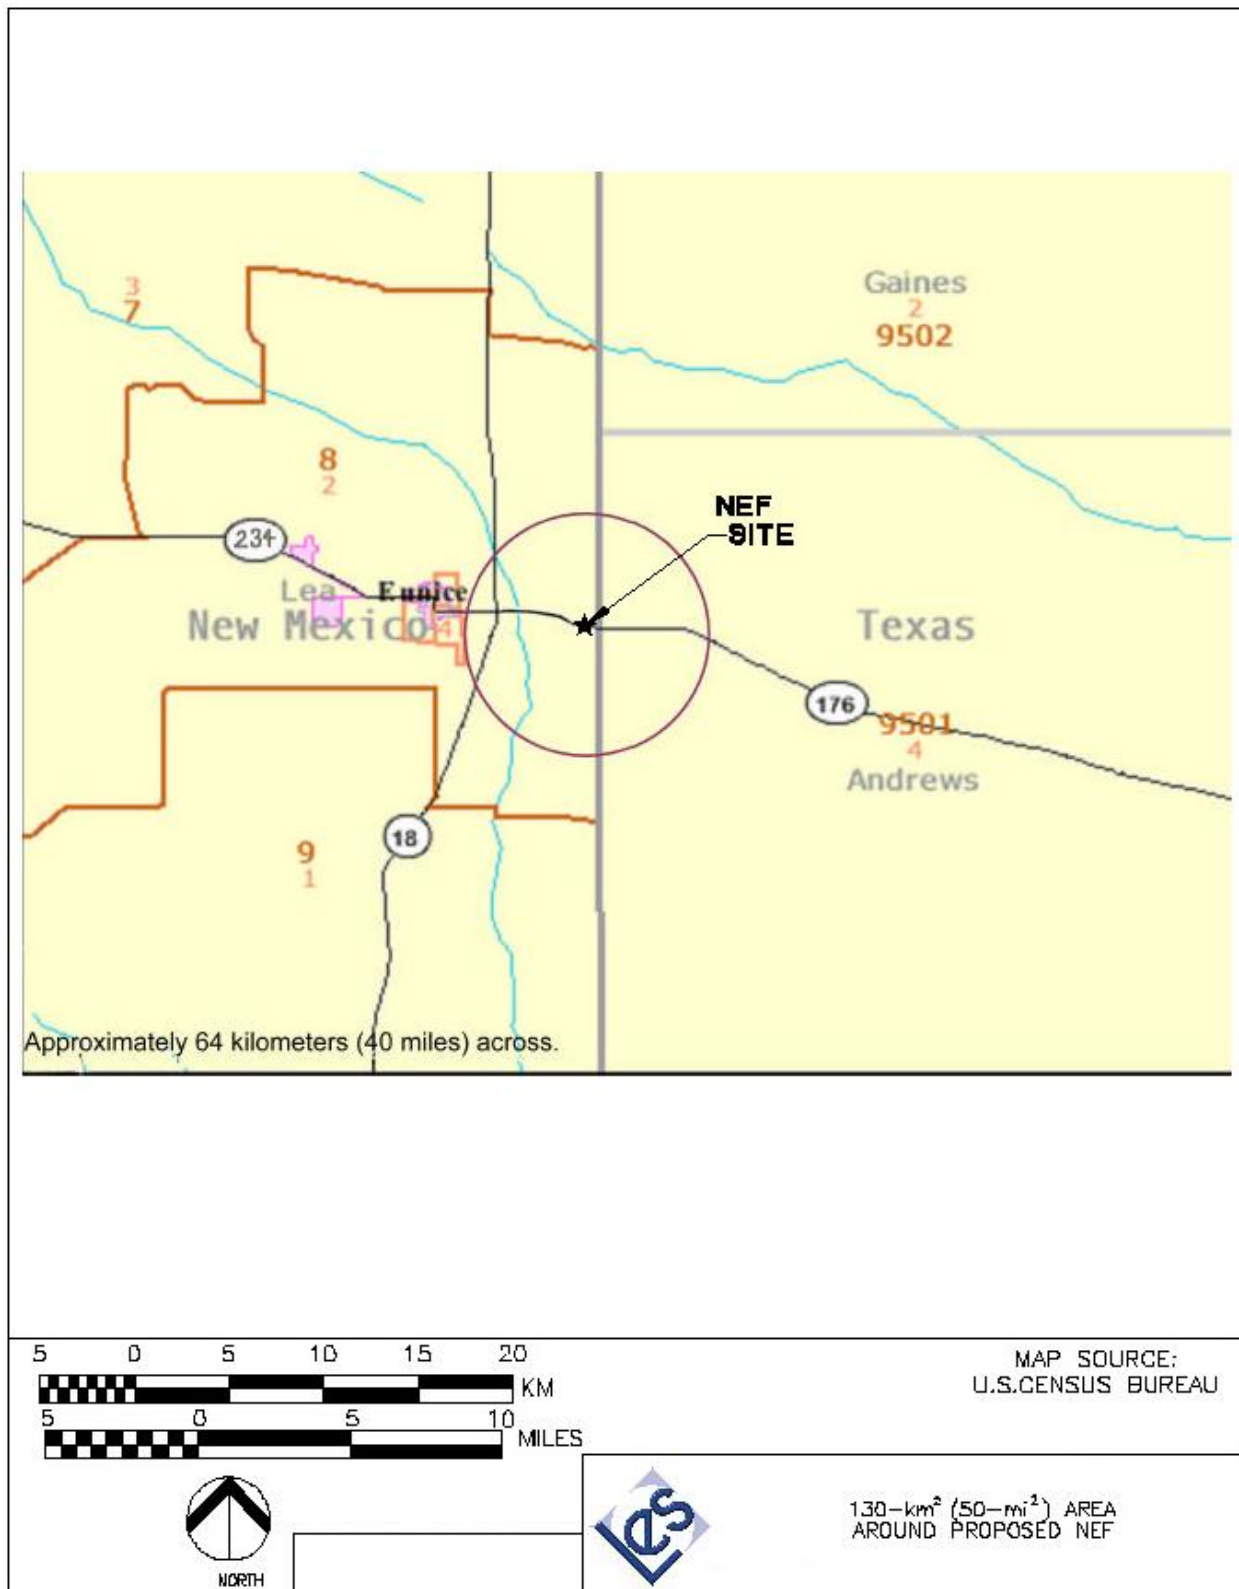 Gaines
2
9502
3
7
8
2
NEF
SITE
234
Lea
Eunice
New Mexico
4
Texas
176
9501
4
Andrews
18
9
1
Approximately 64 kilometers (40 miles) across.
5 0 5 10 15 20
KM
5 0 5 10
MILES
NORTH
MAP SOURCE:
U.S.CENSUS BUREAU
LES
130-km² (50-mi²) AREA
AROUND PROPOSED NEF